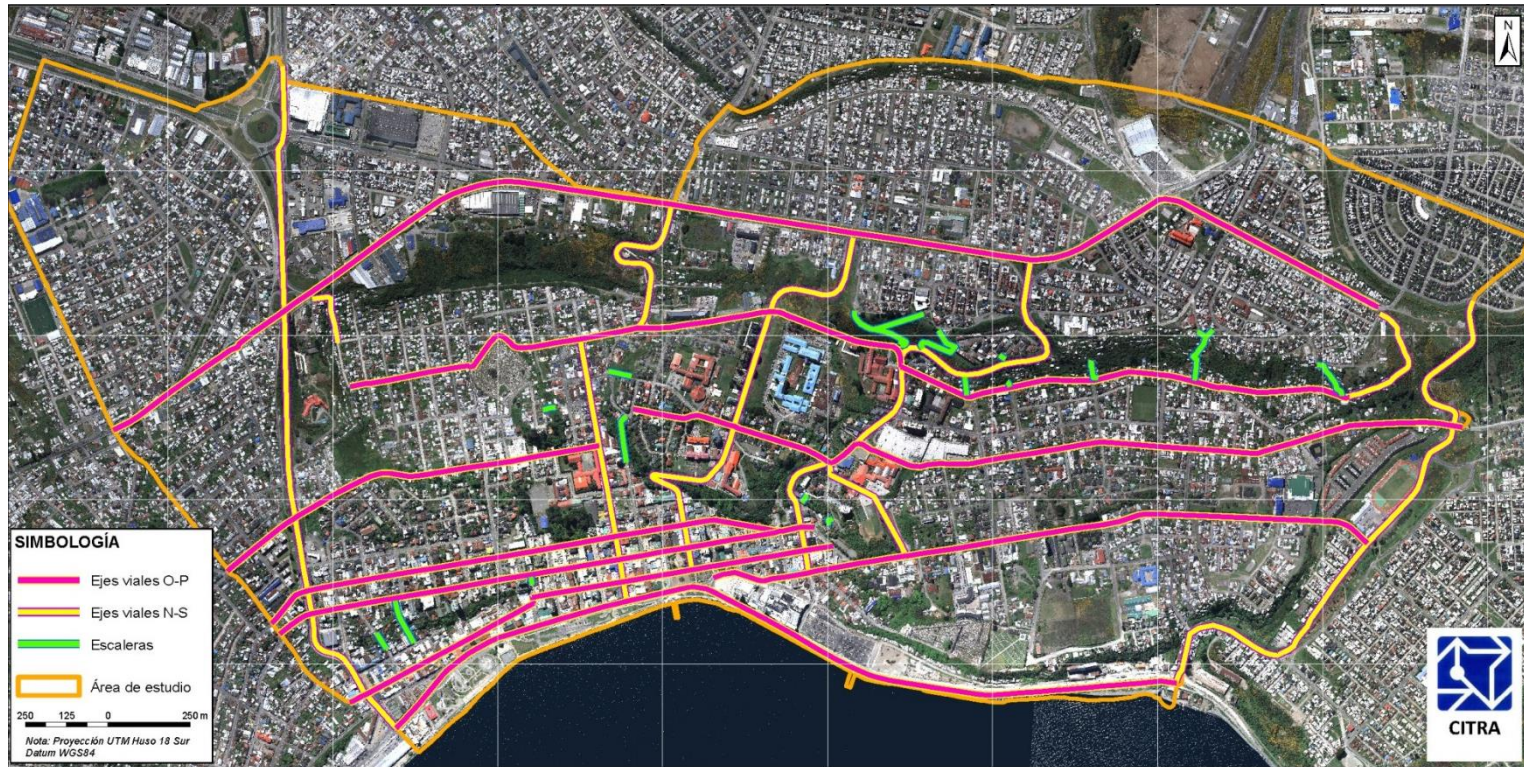 N
SIMBOLOGÍA
Ejes viales O-P
Ejes viales N-S
Escaleras
Área de estudio
250 125 0 250 m
Nota: Proyección UTM Huso 18 Sur
Datum WGS84
CITRA